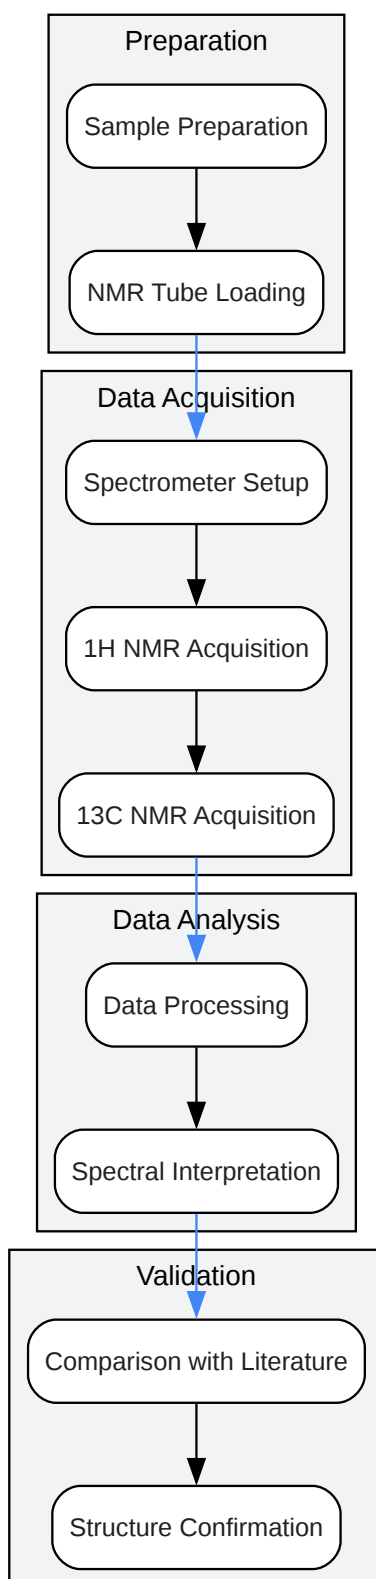 Preparation
Sample Preparation
NMR Tube Loading
Data Acquisition
Spectrometer Setup
1H NMR Acquisition
13C NMR Acquisition
Data Analysis
Data Processing
Spectral Interpretation
Validation
Comparison with Literature
Structure Confirmation